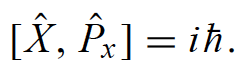 [X̂, P̂ₓ] = iħ.